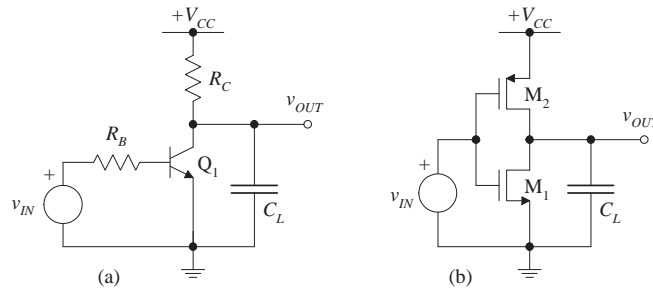 +V_CC
R_C
v_OUT
R_B
Q_1
+
v_IN
C_L
(a)
+V_CC
M_2
v_OUT
+
M_1
v_IN
C_L
(b)